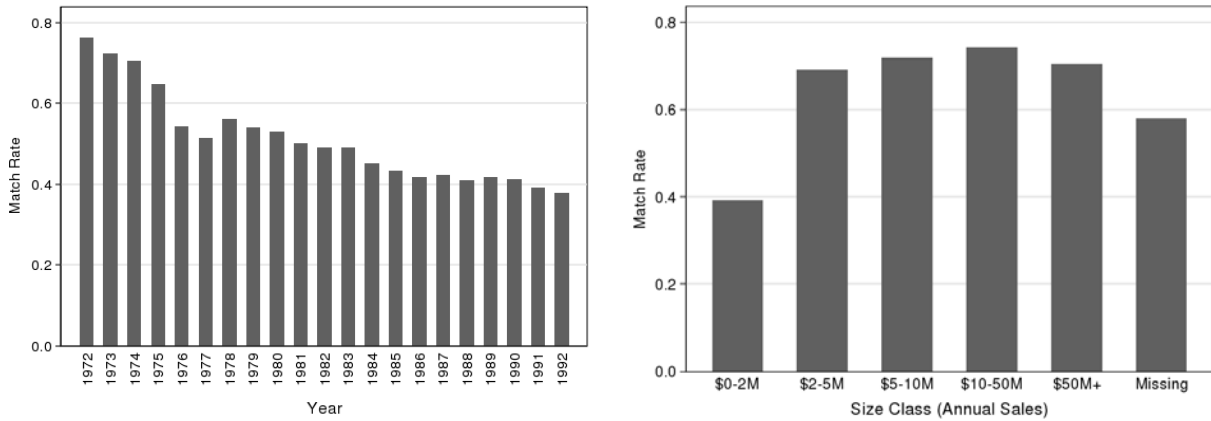 0.8
0.6
0.4
0.2
0.0
Match Rate
1972 1973 1974 1975 1976 1977 1978 1979 1980 1981 1982 1983 1984 1985 1986 1987 1988 1989 1990 1991 1992
Year
0.8
0.6
0.4
0.2
0.0
Match Rate
$0-2M $2-5M $5-10M $10-50M $50M+ Missing
Size Class (Annual Sales)